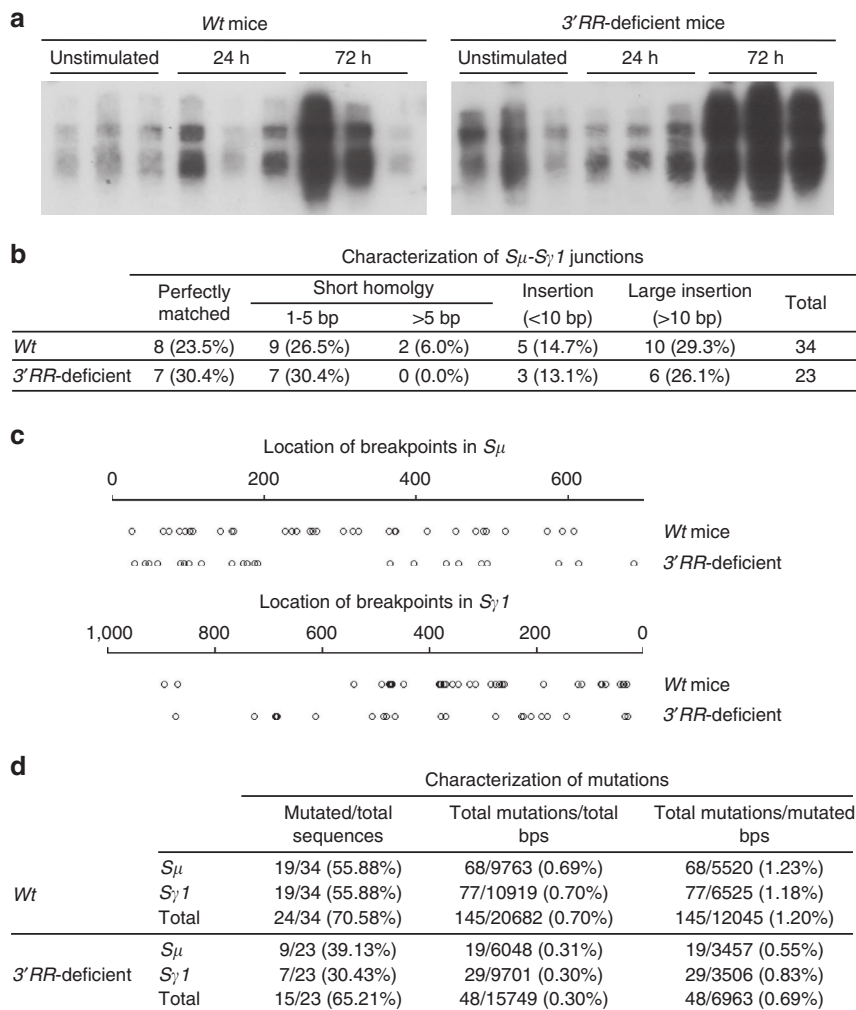 a
Wt mice 3′RR-deficient mice
Unstimulated 24 h 72 h Unstimulated 24 h 72 h
b
Characterization of Sμ-Sγ1 junctions
Perfectly matched Short homology Insertion (<10 bp) Large insertion (>10 bp) Total
1-5 bp >5 bp
Wt 8 (23.5%) 9 (26.5%) 2 (6.0%) 5 (14.7%) 10 (29.3%) 34
3′RR-deficient 7 (30.4%) 7 (30.4%) 0 (0.0%) 3 (13.1%) 6 (26.1%) 23
c
Location of breakpoints in Sμ
0 200 400 600
Wt mice
3′RR-deficient
Location of breakpoints in Sγ1
1,000 800 600 400 200 0
Wt mice
3′RR-deficient
d
Characterization of mutations
Mutated/total sequences Total mutations/total bps Total mutations/mutated bps
Wt
Sμ 19/34 (55.88%) 68/9763 (0.69%) 68/5520 (1.23%)
Sγ1 19/34 (55.88%) 77/10919 (0.70%) 77/6525 (1.18%)
Total 24/34 (70.58%) 145/20682 (0.70%) 145/12045 (1.20%)
3′RR-deficient
Sμ 9/23 (39.13%) 19/6048 (0.31%) 19/3457 (0.55%)
Sγ1 7/23 (30.43%) 29/9701 (0.30%) 29/3506 (0.83%)
Total 15/23 (65.21%) 48/15749 (0.30%) 48/6963 (0.69%)